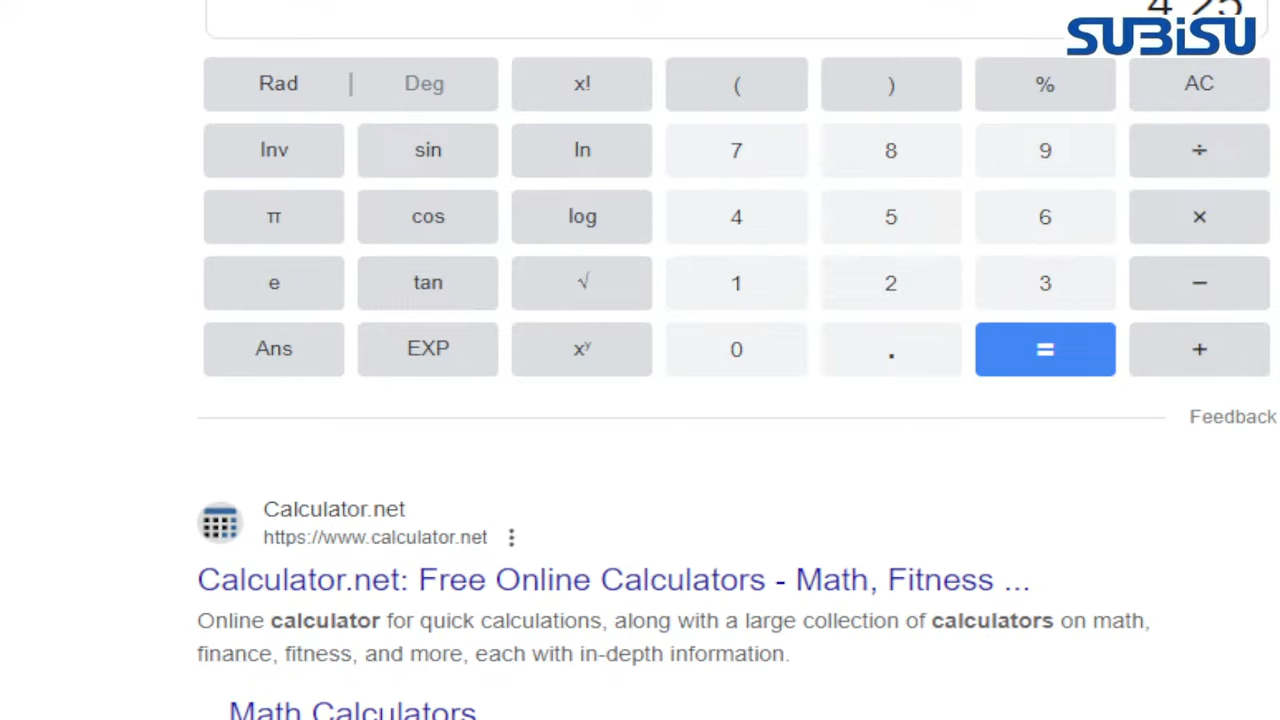 4.25
SUBiSU
Rad | Deg x! ( ) % AC
Inv sin ln 7 8 9 ÷
π cos log 4 5 6 ×
e tan √ 1 2 3 −
Ans EXP xʸ 0 . = +
Feedback
Calculator.net
https://www.calculator.net
Calculator.net: Free Online Calculators - Math, Fitness ...
Online calculator for quick calculations, along with a large collection of calculators on math,
finance, fitness, and more, each with in-depth information.
Math Calculators